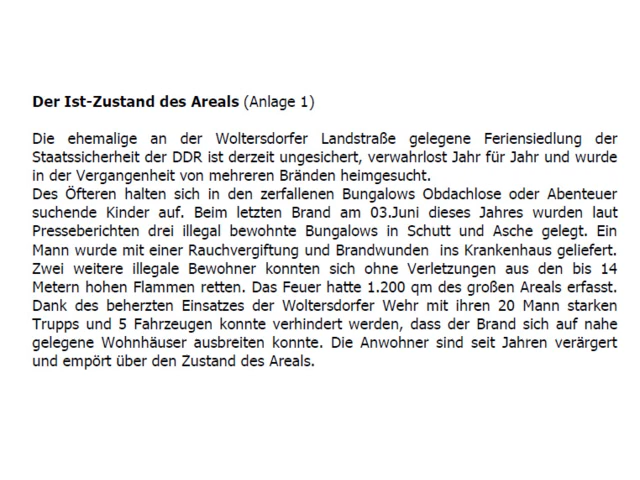 Der Ist-Zustand des Areals (Anlage 1)
Die ehemalige an der Woltersdorfer Landstraße gelegene Feriensiedlung der
Staatssicherheit der DDR ist derzeit ungesichert, verwahrlost Jahr für Jahr und wurde
in der Vergangenheit von mehreren Bränden heimgesucht.
Des Öfteren halten sich in den zerfallenen Bungalows Obdachlose oder Abenteuer
suchende Kinder auf. Beim letzten Brand am 03.Juni dieses Jahres wurden laut
Presseberichten drei illegal bewohnte Bungalows in Schutt und Asche gelegt. Ein
Mann wurde mit einer Rauchvergiftung und Brandwunden  ins Krankenhaus geliefert.
Zwei weitere illegale Bewohner konnten sich ohne Verletzungen aus den bis 14
Metern hohen Flammen retten. Das Feuer hatte 1.200 qm des großen Areals erfasst.
Dank des beherzten Einsatzes der Woltersdorfer Wehr mit ihren 20 Mann starken
Trupps und 5 Fahrzeugen konnte verhindert werden, dass der Brand sich auf nahe
gelegene Wohnhäuser ausbreiten konnte. Die Anwohner sind seit Jahren verärgert
und empört über den Zustand des Areals.